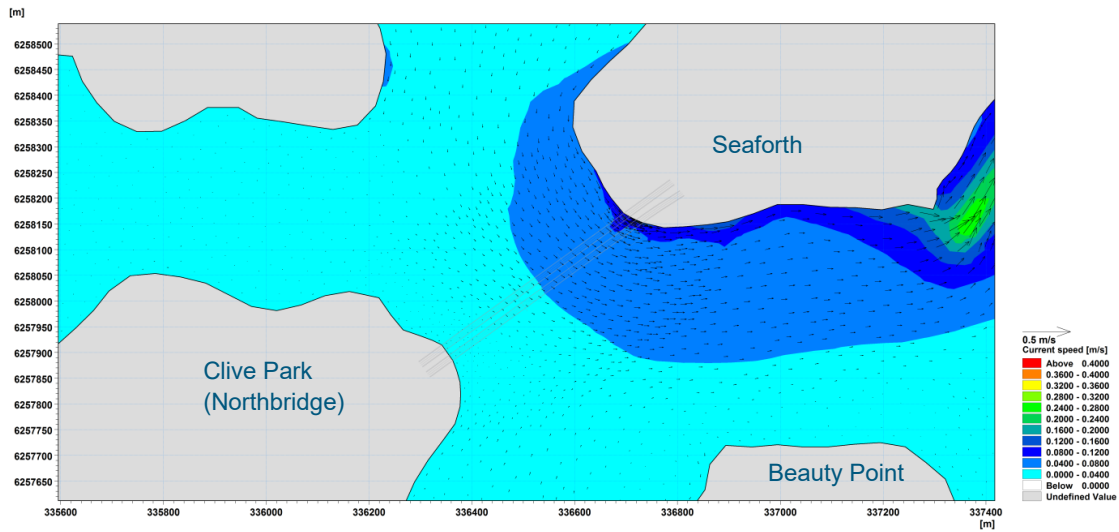 [m]
6258500
6258450
6258400
6258350
6258300
6258250
6258200
6258150
6258100
6258050
6258000
6257950
6257900
6257850
6257800
6257750
6257700
6257650
Seaforth
Clive Park
(Northbridge)
Beauty Point
335600
335800
336000
336200
336400
336600
336800
337000
337200
337400
[m]
0.5 m/s
Current speed [m/s]
Above 0.4000
0.3600 - 0.4000
0.3200 - 0.3600
0.2800 - 0.3200
0.2400 - 0.2800
0.2000 - 0.2400
0.1600 - 0.2000
0.1200 - 0.1600
0.0800 - 0.1200
0.0400 - 0.0800
0.0000 - 0.0400
Below 0.0000
Undefined Value